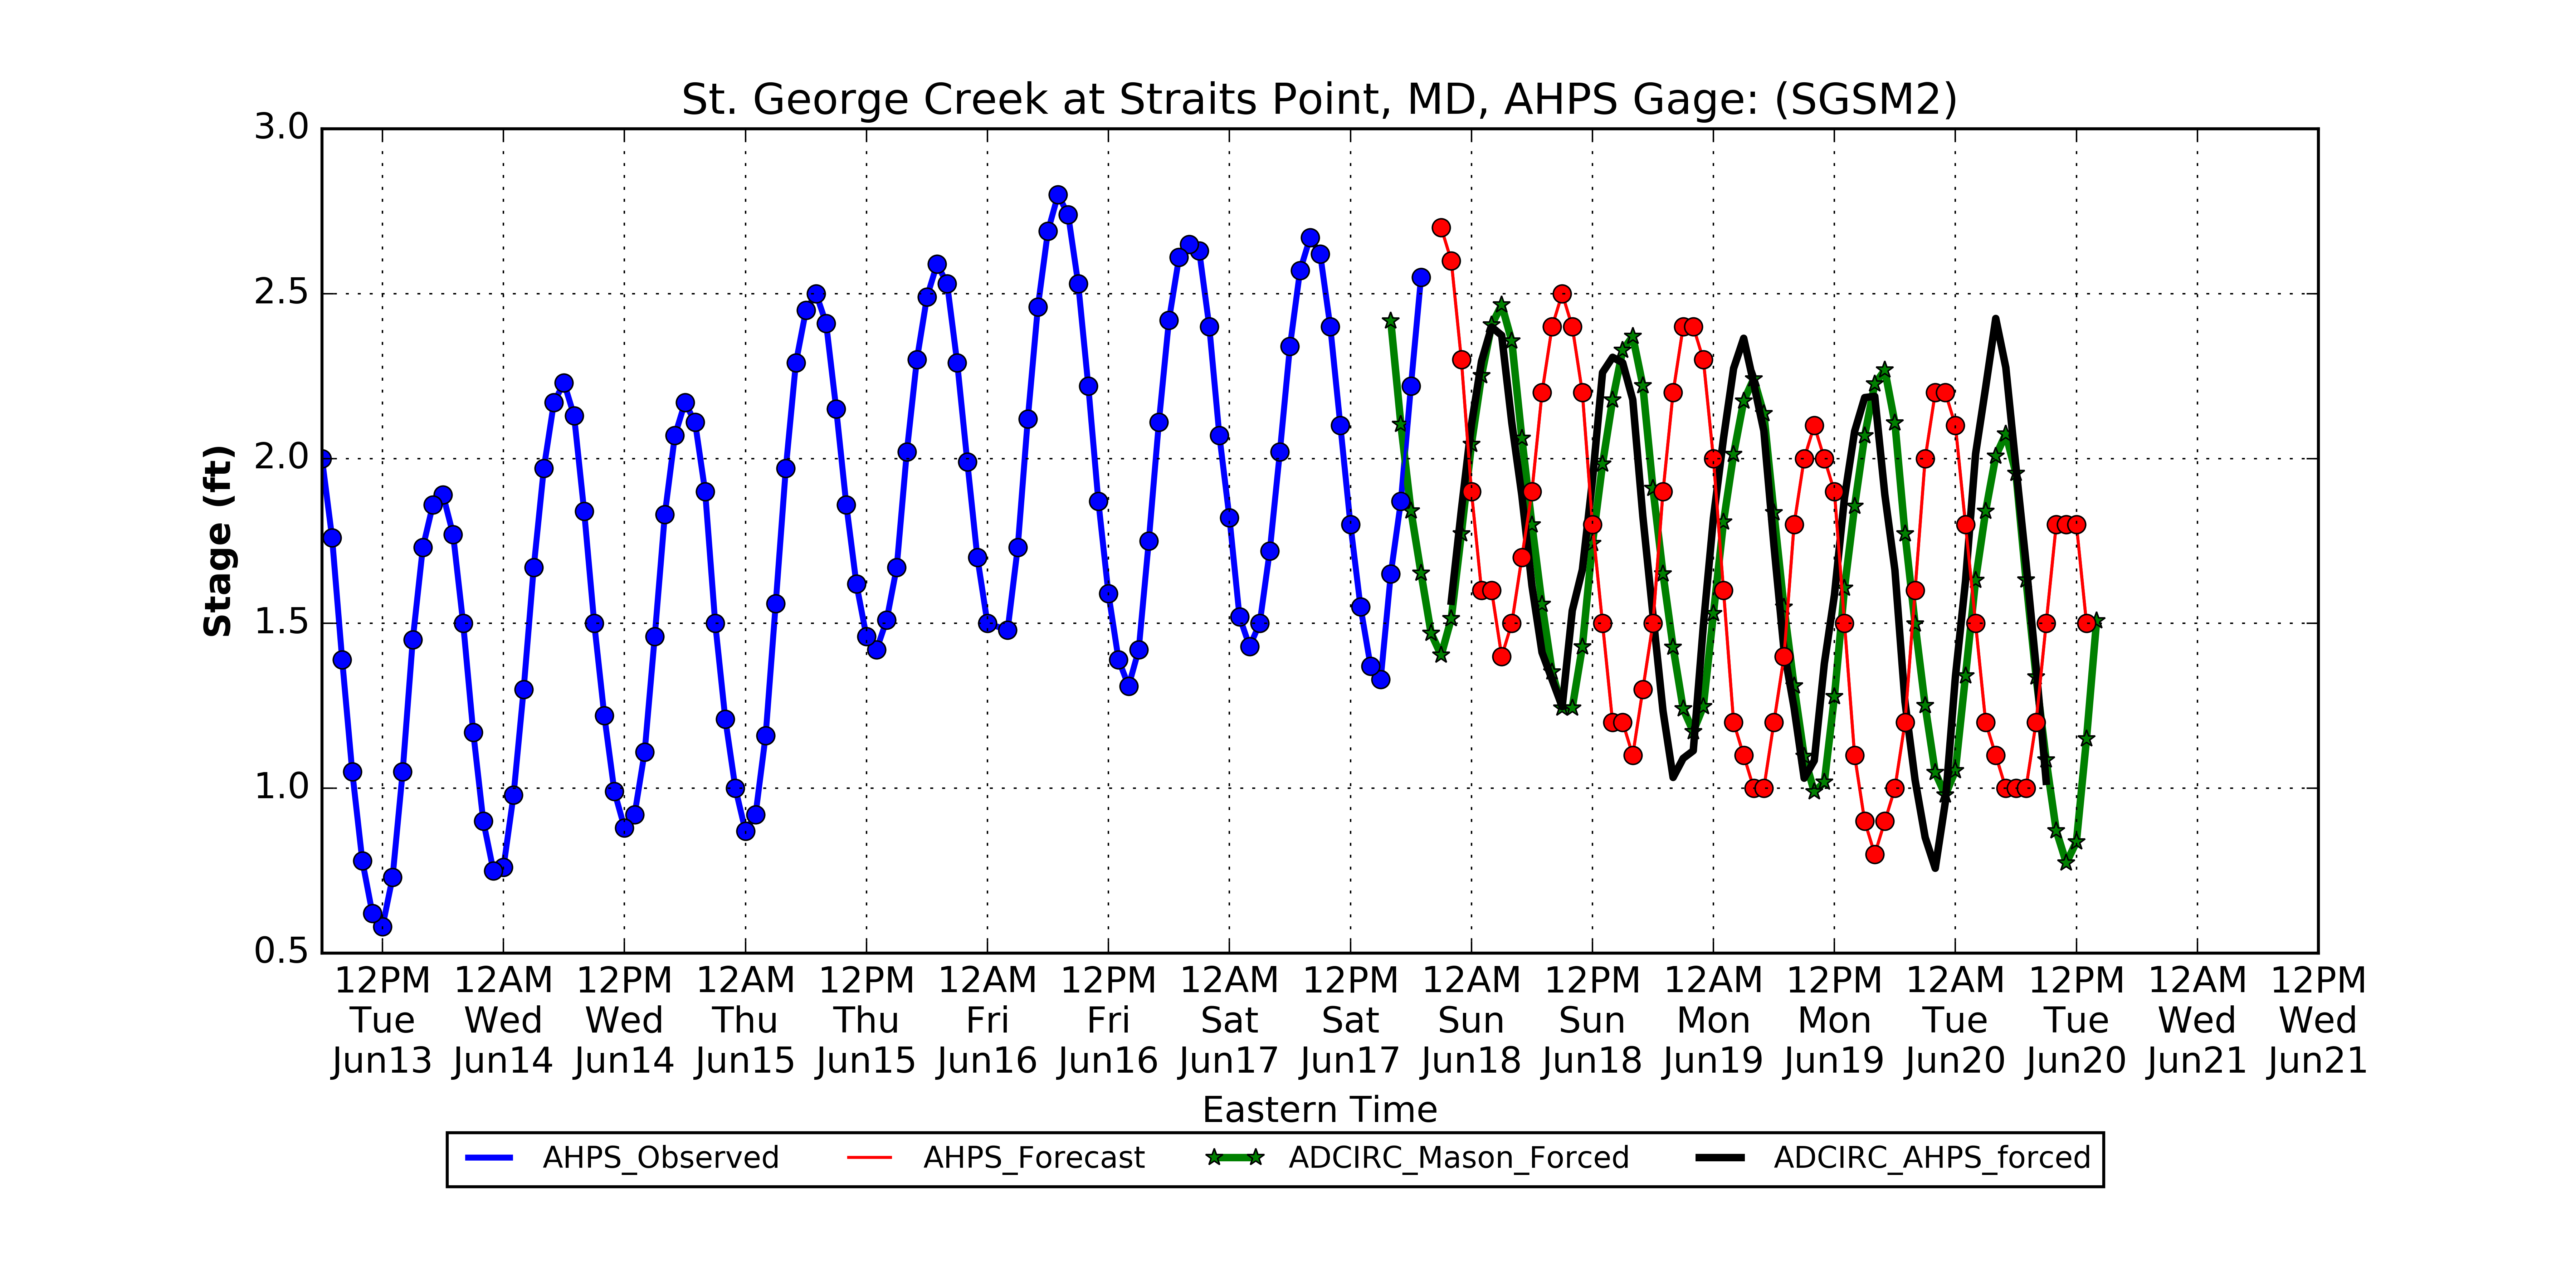 St. George Creek at Straits Point, MD, AHPS Gage: (SGSM2)
3.0
2.5
2.0
1.5
1.0
0.5
Stage (ft)
12PM 12AM 12PM 12AM 12PM 12AM 12PM 12AM 12PM 12AM 12PM 12AM 12PM 12AM 12PM 12AM 12PM
Tue Wed Wed Thu Thu Fri Fri Sat Sat Sun Sun Mon Mon Tue Tue Wed Wed
Jun13 Jun14 Jun14 Jun15 Jun15 Jun16 Jun16 Jun17 Jun17 Jun18 Jun18 Jun19 Jun19 Jun20 Jun20 Jun21 Jun21
Eastern Time
AHPS_Observed AHPS_Forecast ADCIRC_Mason_Forced ADCIRC_AHPS_forced